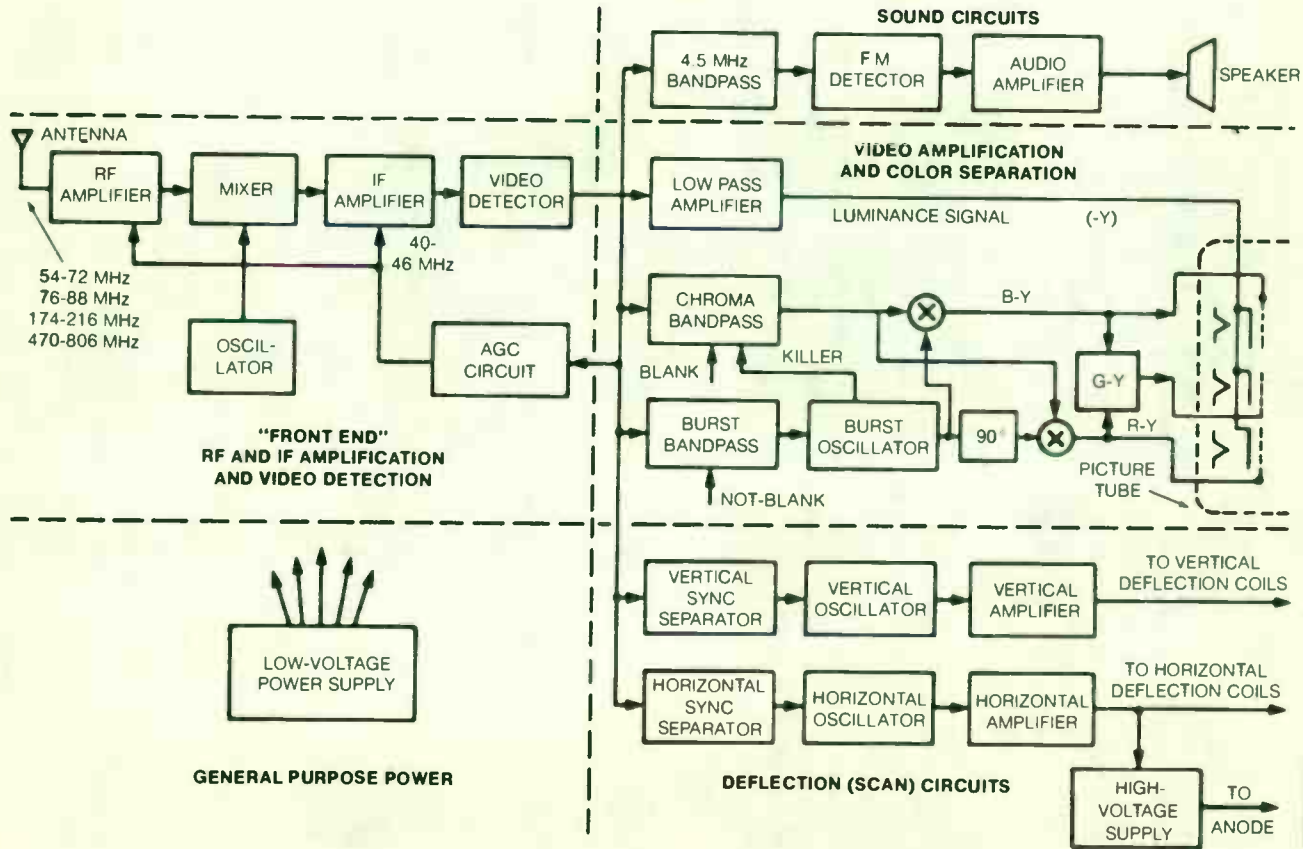 SOUND CIRCUITS
4.5 MHz
BANDPASS
FM
DETECTOR
AUDIO
AMPLIFIER
SPEAKER
ANTENNA
RF
AMPLIFIER
MIXER
IF
AMPLIFIER
VIDEO
DETECTOR
40-
46 MHz
54-72 MHz
76-88 MHz
174-216 MHz
470-806 MHz
OSCIL-
LATOR
AGC
CIRCUIT
"FRONT END"
RF AND IF AMPLIFICATION
AND VIDEO DETECTION
VIDEO AMPLIFICATION
AND COLOR SEPARATION
LOW PASS
AMPLIFIER
LUMINANCE SIGNAL (-Y)
CHROMA
BANDPASS
B-Y
BLANK
KILLER
G-Y
BURST
BANDPASS
BURST
OSCILLATOR
90°
R-Y
NOT-BLANK
PICTURE
TUBE
LOW-VOLTAGE
POWER SUPPLY
GENERAL PURPOSE POWER
VERTICAL
SYNC
SEPARATOR
VERTICAL
OSCILLATOR
VERTICAL
AMPLIFIER
TO VERTICAL
DEFLECTION COILS
HORIZONTAL
SYNC
SEPARATOR
HORIZONTAL
OSCILLATOR
HORIZONTAL
AMPLIFIER
TO HORIZONTAL
DEFLECTION COILS
DEFLECTION (SCAN) CIRCUITS
HIGH-
VOLTAGE
SUPPLY
TO
ANODE